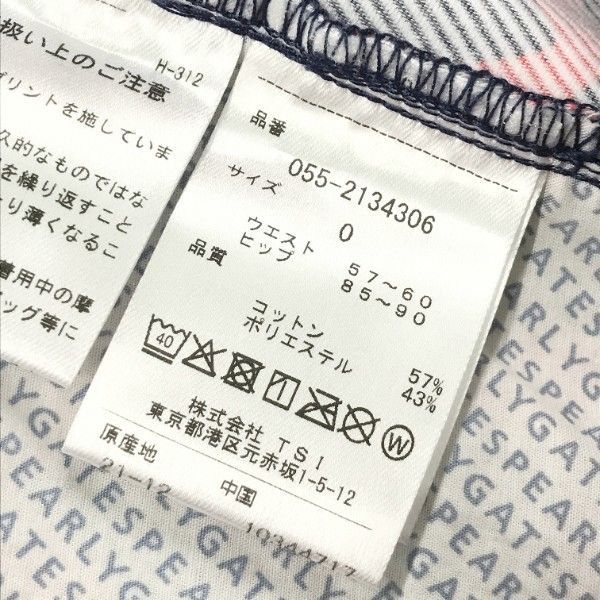 扱い上のご注意
H-312
プリントを施していま
久的なものではな
を繰り返すこと
り薄くなるこ
着用中の摩
ッグ等に
品番
055-2134306
サイズ
0
ウエスト 57〜60
ヒップ 85〜90
品質
コットン 57%
ポリエステル 43%
40
W
株式会社 TSI
東京都港区元赤坂1-5-12
原産地 中国
21-12
PEARLYGATES